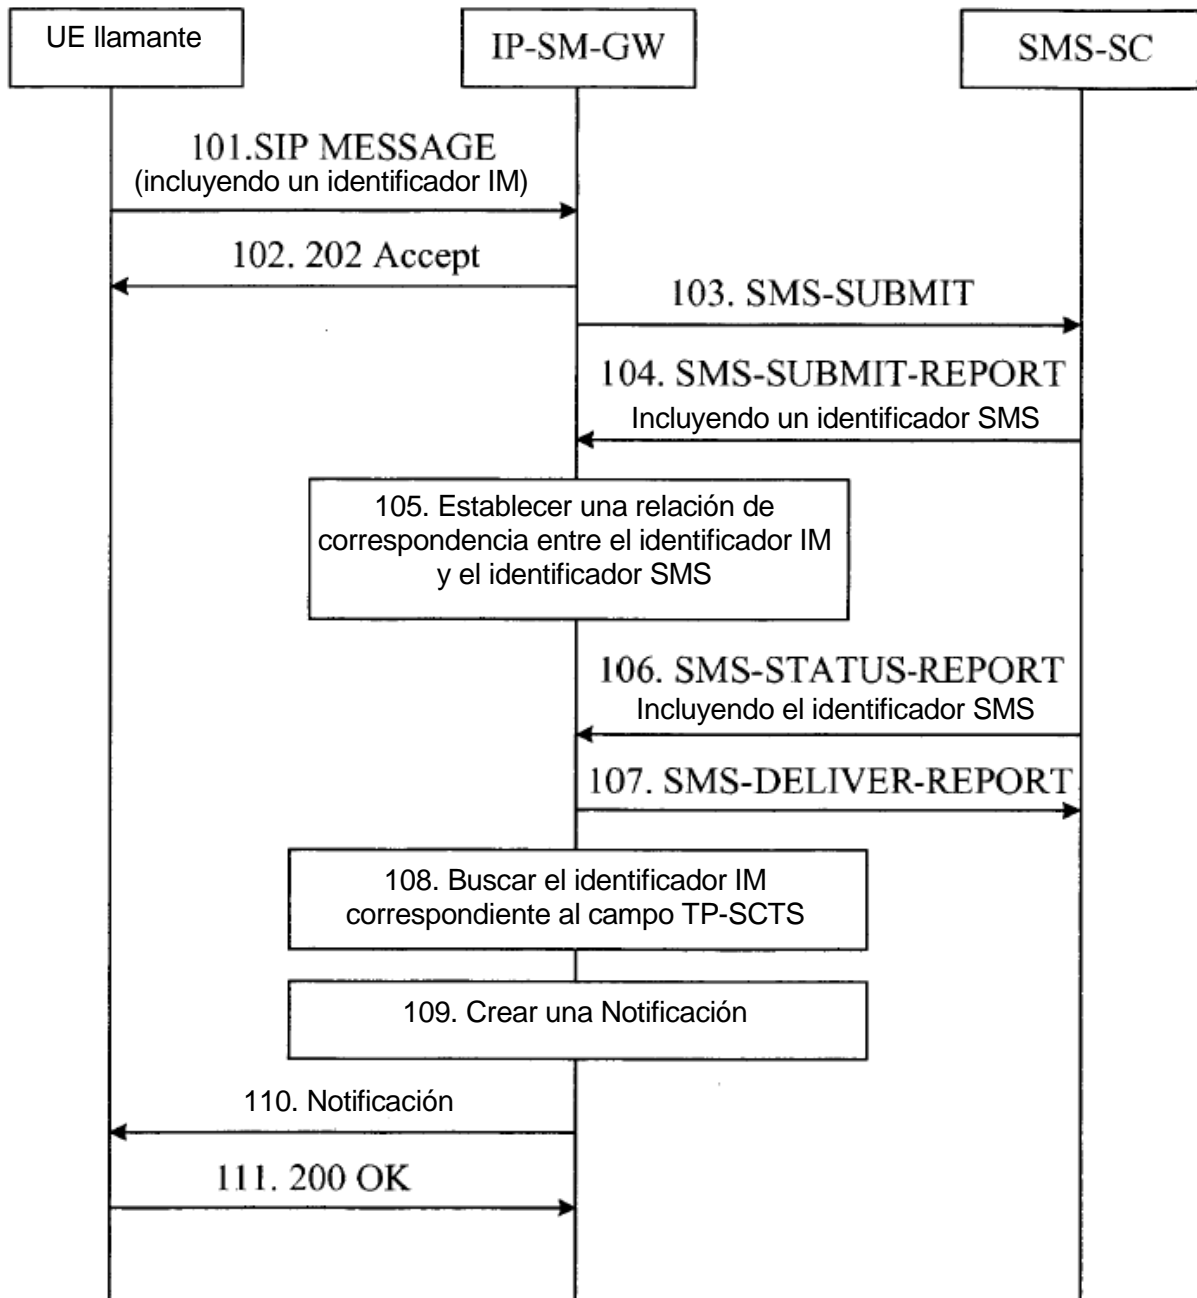 UE llamante
IP-SM-GW
SMS-SC
101.SIP MESSAGE
(incluyendo un identificador IM)
102. 202 Accept
103. SMS-SUBMIT
104. SMS-SUBMIT-REPORT
Incluyendo un identificador SMS
105. Establecer una relación de
correspondencia entre el identificador IM
y el identificador SMS
106. SMS-STATUS-REPORT
Incluyendo el identificador SMS
107. SMS-DELIVER-REPORT
108. Buscar el identificador IM
correspondiente al campo TP-SCTS
109. Crear una Notificación
110. Notificación
111. 200 OK